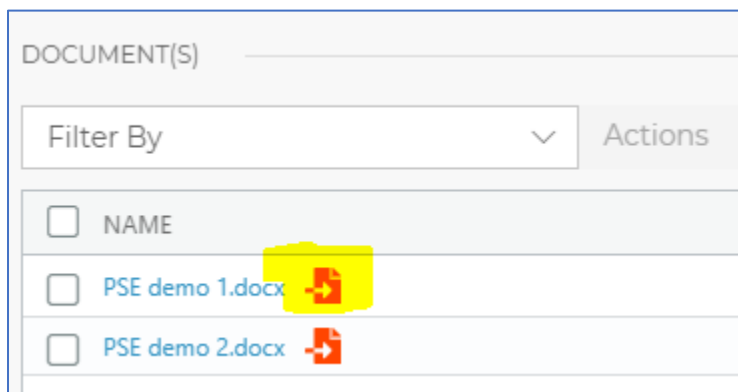 DOCUMENT(S)
Filter By Actions
NAME
PSE demo 1.docx
PSE demo 2.docx